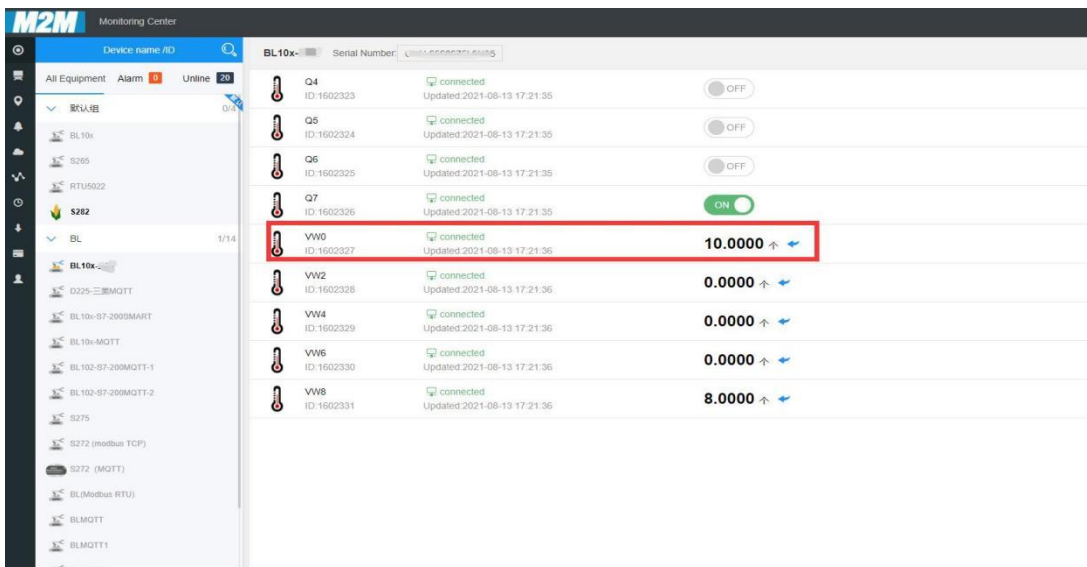 M2M Monitoring Center
Device name /ID
BL10x- Serial Number:
All Equipment Alarm 0 Unline 20
默认组 0/4
BL10x
S265
RTU5022
S282
BL 1/14
BL10x-
D225-三菱MQTT
BL10x-S7-200SMART
BL10x-MQTT
BL102-S7-200MQTT-1
BL102-S7-200MQTT-2
S275
S272 (modbus TCP)
S272 (MQTT)
BL(Modbus RTU)
BLMQTT
BLMQTT1
Q4 connected OFF
ID:1602323 Updated:2021-08-13 17:21:35
Q5 connected OFF
ID:1602324 Updated:2021-08-13 17:21:35
Q6 connected OFF
ID:1602325 Updated:2021-08-13 17:21:35
Q7 connected ON
ID:1602326 Updated:2021-08-13 17:21:35
VW0 connected 10.0000 个
ID:1602327 Updated:2021-08-13 17:21:36
VW2 connected 0.0000 个
ID:1602328 Updated:2021-08-13 17:21:36
VW4 connected 0.0000 个
ID:1602329 Updated:2021-08-13 17:21:36
VW6 connected 0.0000 个
ID:1602330 Updated:2021-08-13 17:21:36
VW8 connected 8.0000 个
ID:1602331 Updated:2021-08-13 17:21:36